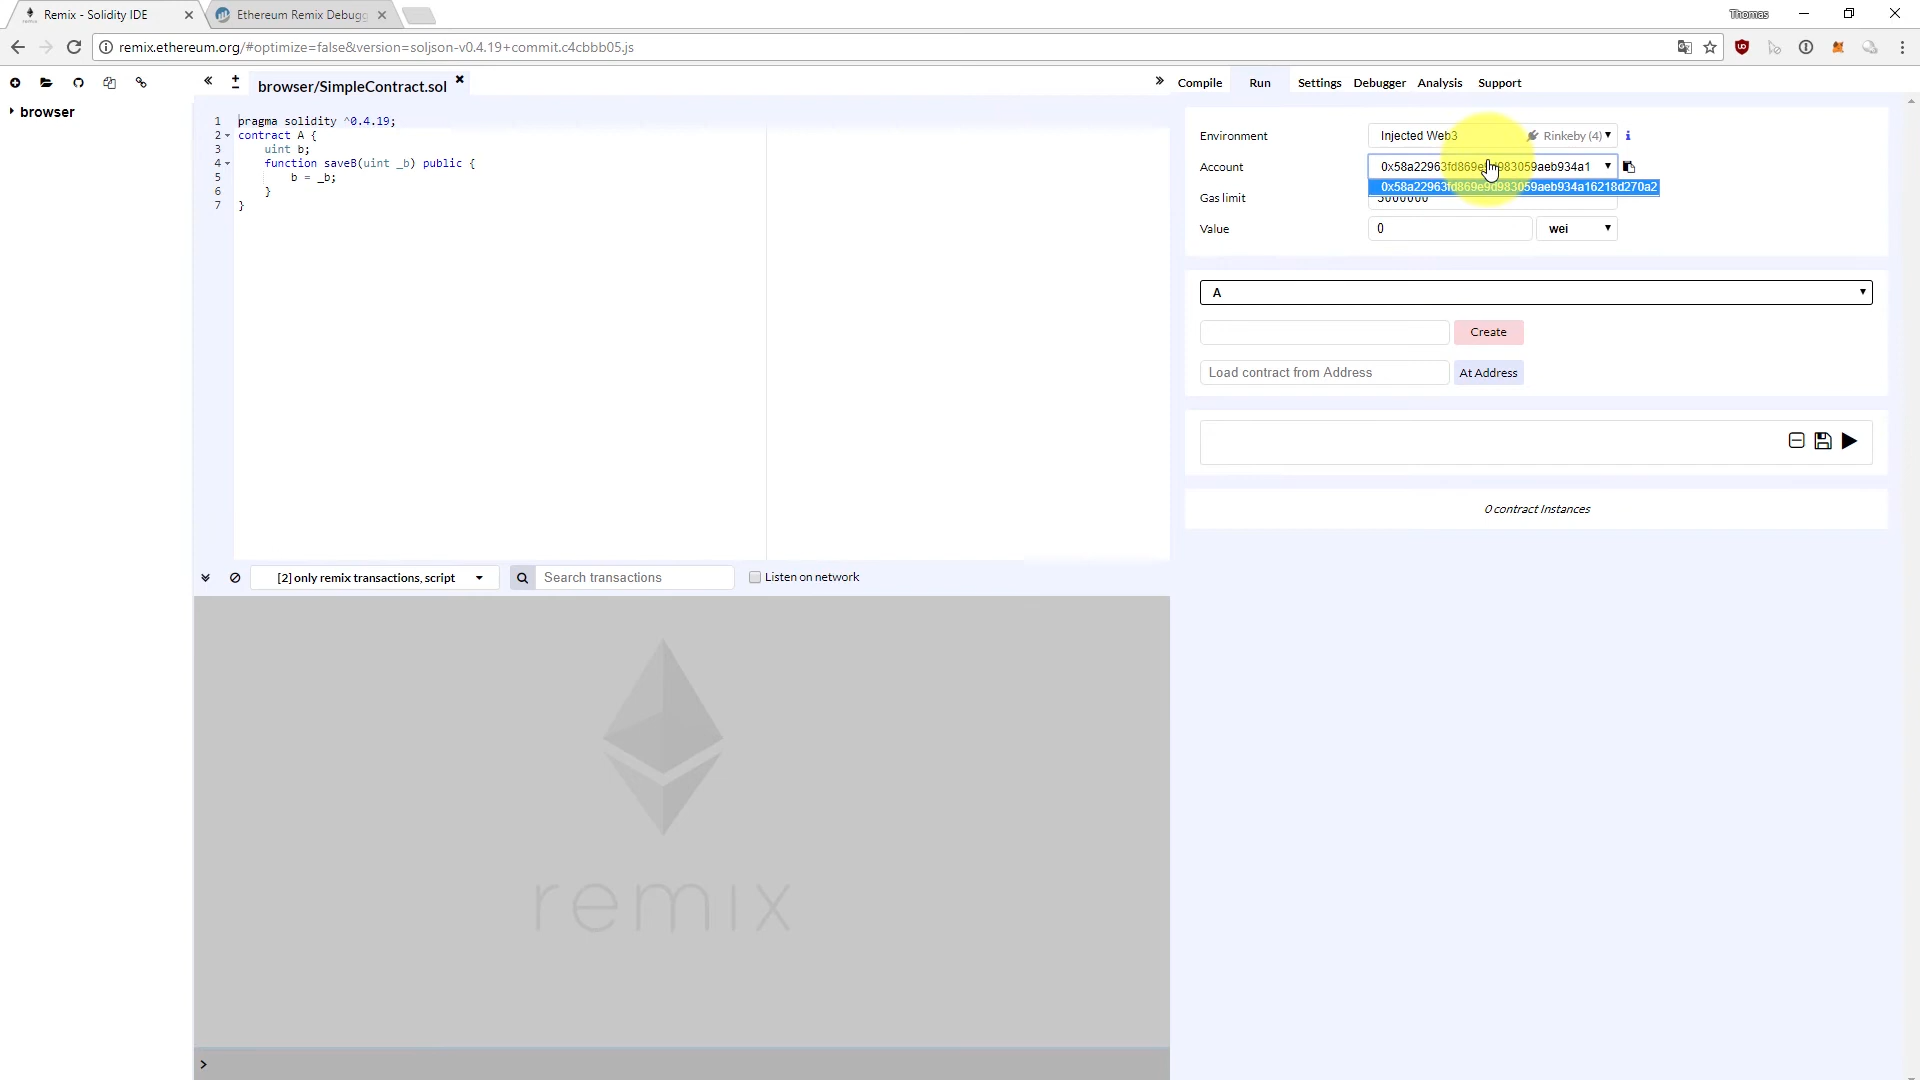 Remix - Solidity IDE
Ethereum Remix Debugg
Thomas
remix.ethereum.org/#optimize=false&version=soljson-v0.4.19+commit.c4cbbb05.js
browser
browser/SimpleContract.sol
Compile Run Settings Debugger Analysis Support
1 pragma solidity ^0.4.19;
2 contract A {
3 uint b;
4 function saveB(uint _b) public {
5 b = _b;
6 }
7 }
Environment Injected Web3 Rinkeby (4)
Account 0x58a22963fd869e9d983059aeb934a1
0x58a22963fd869e9d983059aeb934a16218d270a2
Gas limit 3000000
Value 0 wei
A
Create
Load contract from Address At Address
0 contract Instances
[2] only remix transactions, script
Search transactions
Listen on network
remix
>